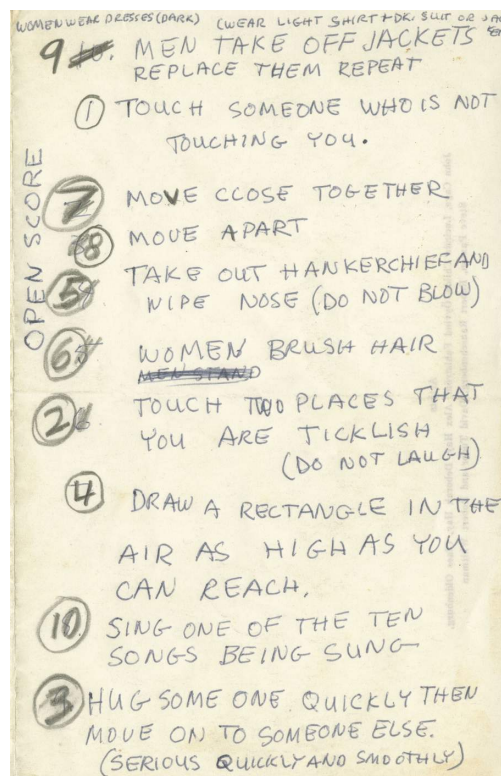 WOMEN WEAR DRESSES (DARK) (WEAR LIGHT SHIRT + DK. SUIT OR
9 MEN TAKE OFF JACKETS
REPLACE THEM REPEAT
1 TOUCH SOMEONE WHO IS NOT
TOUCHING YOU.
OPEN SCORE
7 MOVE CLOSE TOGETHER
8 MOVE APART
5 TAKE OUT HANKERCHIEF AND
WIPE NOSE (DO NOT BLOW)
6 WOMEN BRUSH HAIR
MEN STAND
2 TOUCH TWO PLACES THAT
YOU ARE TICKLISH
(DO NOT LAUGH)
4 DRAW A RECTANGLE IN THE
AIR AS HIGH AS YOU
CAN REACH.
10 SING ONE OF THE TEN
SONGS BEING SUNG
3 HUG SOME ONE QUICKLY THEN
MOVE ON TO SOMEONE ELSE.
(SERIOUS QUICKLY AND SMOOTHLY)